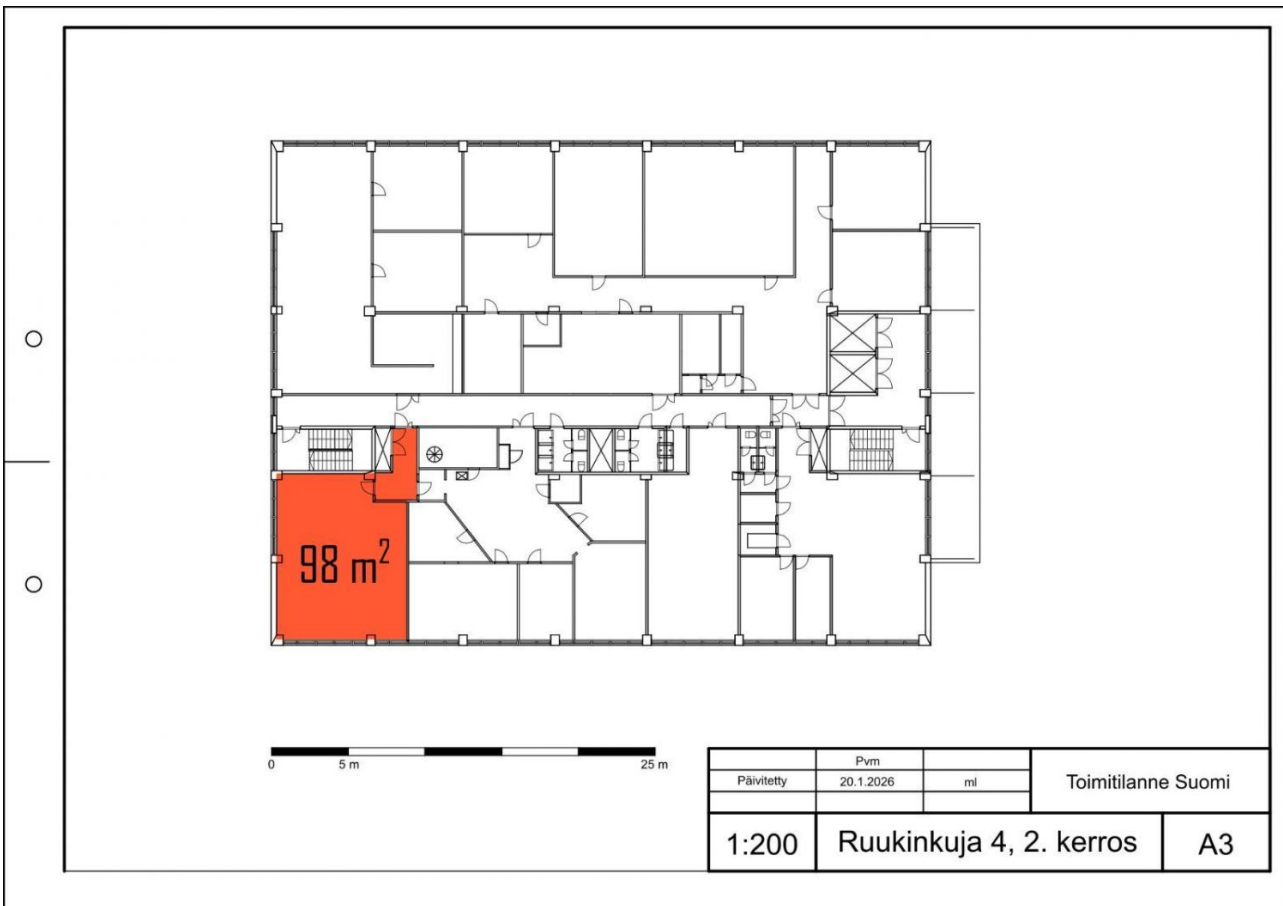 98 m²
0 5 m 25 m
Pvm
Päivitetty 20.1.2026 ml Toimitilanne Suomi
1:200 Ruukinkuja 4, 2. kerros A3